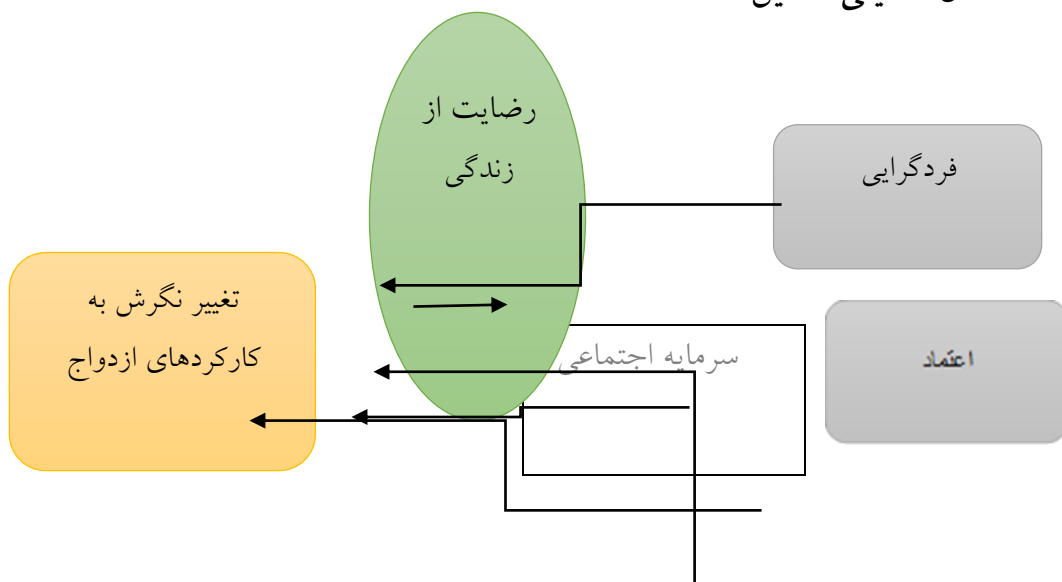 رضایت از
زندگی
فردگرایی
تغییر نگرش به
کارکردهای ازدواج
سرمایه اجتماعی
اعتماد